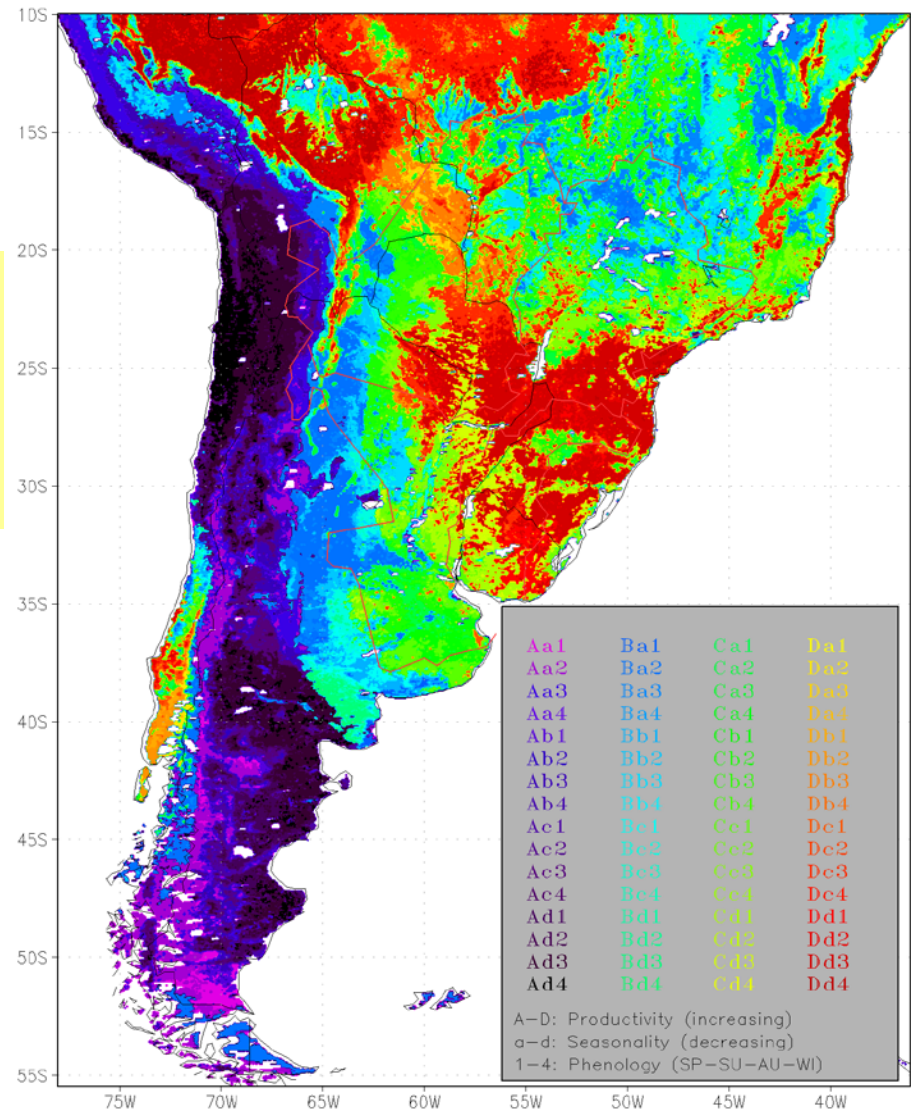 10S
15S
20S
25S
30S
35S
40S
45S
50S
55S
75W 70W 65W 60W 55W 50W 45W 40W
Aa1 Ba1 Ca1 Da1
Aa2 Ba2 Ca2 Da2
Aa3 Ba3 Ca3 Da3
Aa4 Ba4 Ca4 Da4
Ab1 Bb1 Cb1 Db1
Ab2 Bb2 Cb2 Db2
Ab3 Bb3 Cb3 Db3
Ab4 Bb4 Cb4 Db4
Ac1 Bc1 Cc1 Dc1
Ac2 Bc2 Cc2 Dc2
Ac3 Bc3 Cc3 Dc3
Ac4 Bc4 Cc4 Dc4
Ad1 Bd1 Cd1 Dd1
Ad2 Bd2 Cd2 Dd2
Ad3 Bd3 Cd3 Dd3
Ad4 Bd4 Cd4 Dd4
A-D: Productivity (increasing)
a-d: Seasonality (decreasing)
1-4: Phenology (SP-SU-AU-WI)